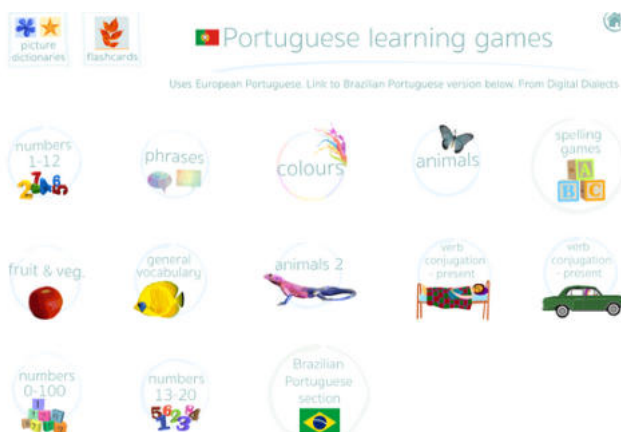 picture
dictionaries
flashcards
Portuguese learning games
Uses European Portuguese. Link to Brazilian Portuguese version below. From Digital Dialects
numbers
1-12
phrases
colours
animals
spelling
games
A
B C
fruit & veg.
general
vocabulary
animals 2
verb
conjugation
- present
verb
conjugation
- present
numbers
0-100
numbers
13-20
Brazilian
Portuguese
section